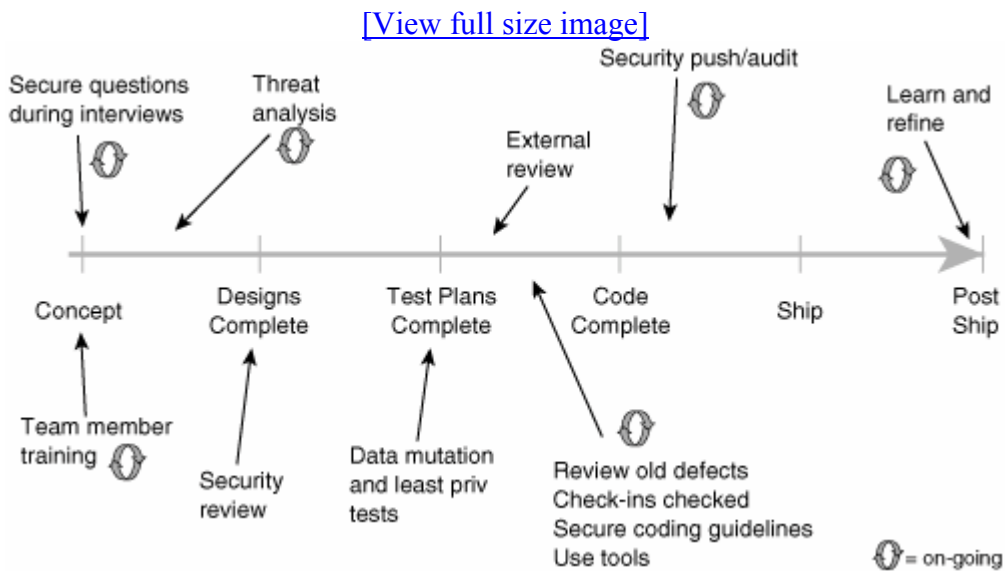 [View full size image]
Secure questions
during interviews
Threat
analysis
External
review
Security push/audit
Learn and
refine
Concept
Designs
Complete
Test Plans
Complete
Code
Complete
Ship
Post
Ship
Team member
training
Security
review
Data mutation
and least priv
tests
Review old defects
Check-ins checked
Secure coding guidelines
Use tools
= on-going